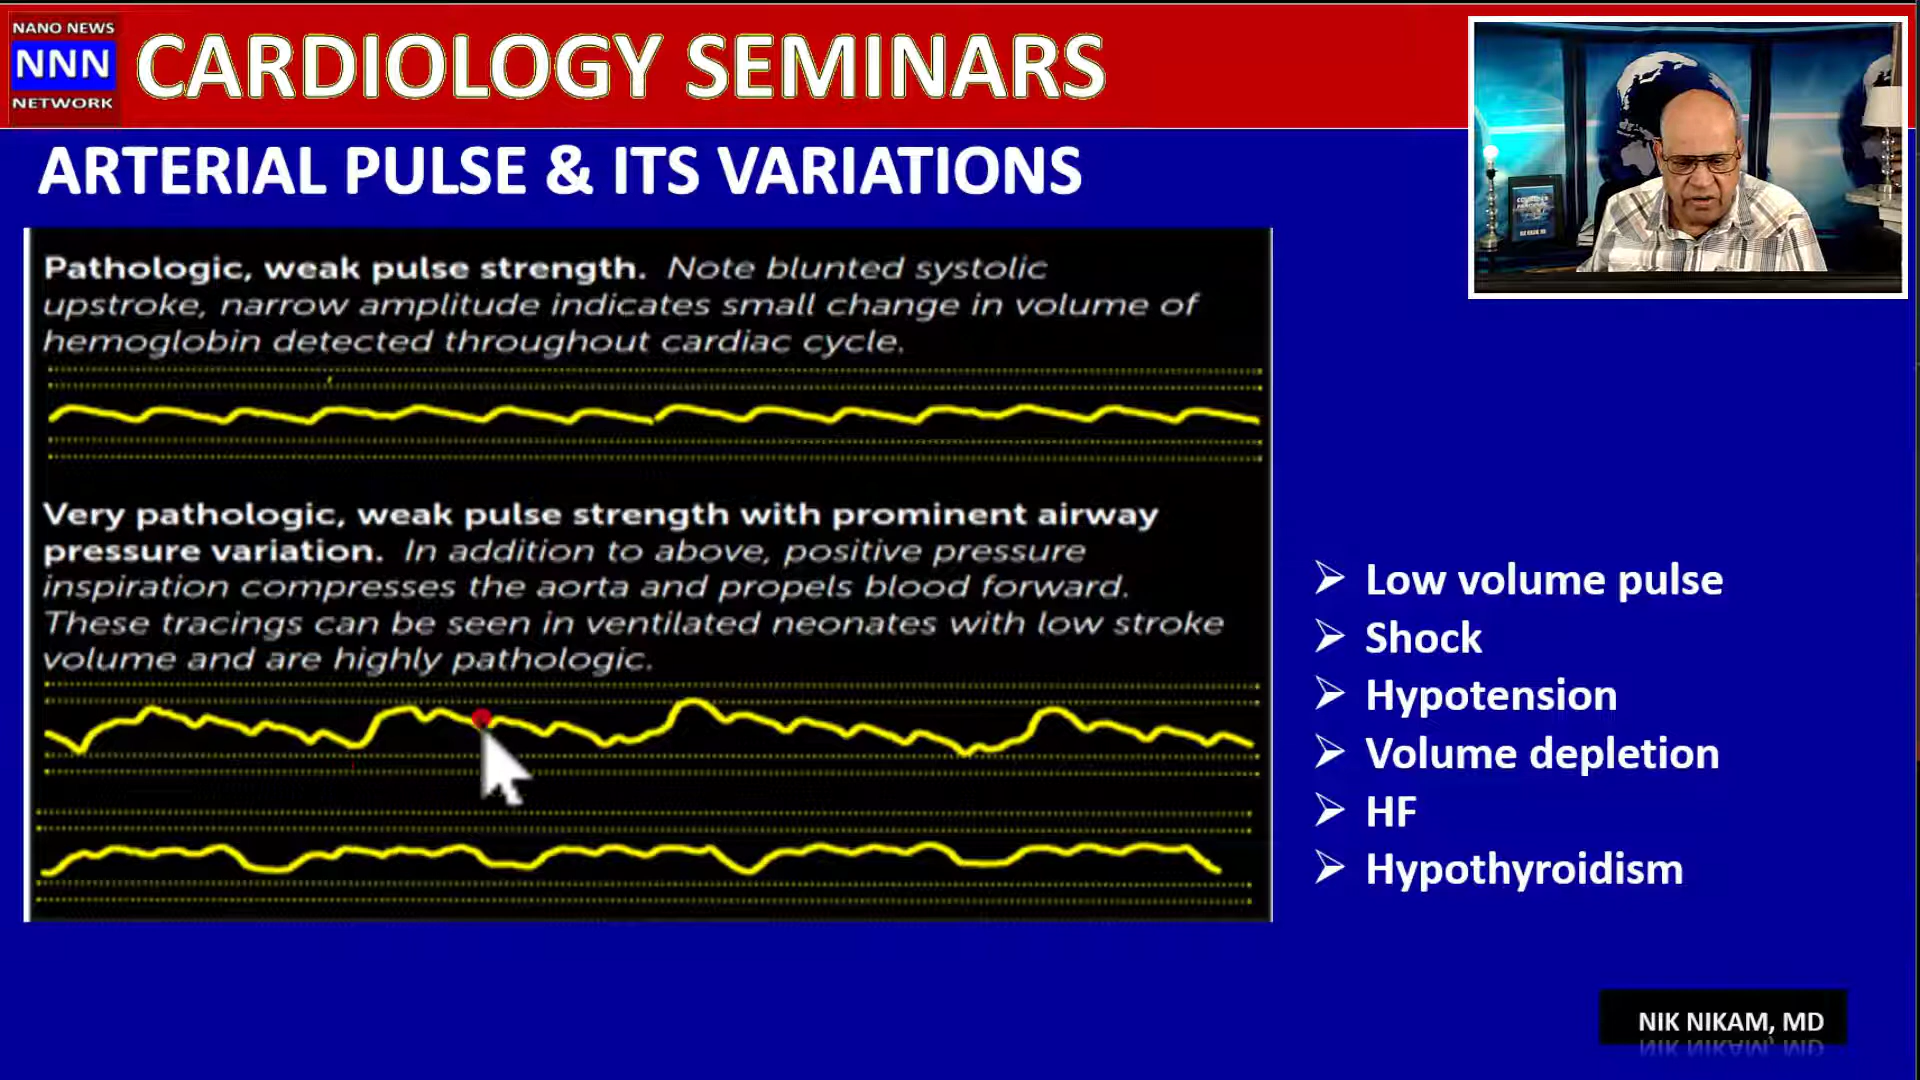 NANO NEWS
NNN
NETWORK
CARDIOLOGY SEMINARS
ARTERIAL PULSE & ITS VARIATIONS
Pathologic, weak pulse strength. Note blunted systolic
upstroke, narrow amplitude indicates small change in volume of
hemoglobin detected throughout cardiac cycle.
Very pathologic, weak pulse strength with prominent airway
pressure variation. In addition to above, positive pressure
inspiration compresses the aorta and propels blood forward.
These tracings can be seen in ventilated neonates with low stroke
volume and are highly pathologic.
Low volume pulse
Shock
Hypotension
Volume depletion
HF
Hypothyroidism
NIK NIKAM, MD